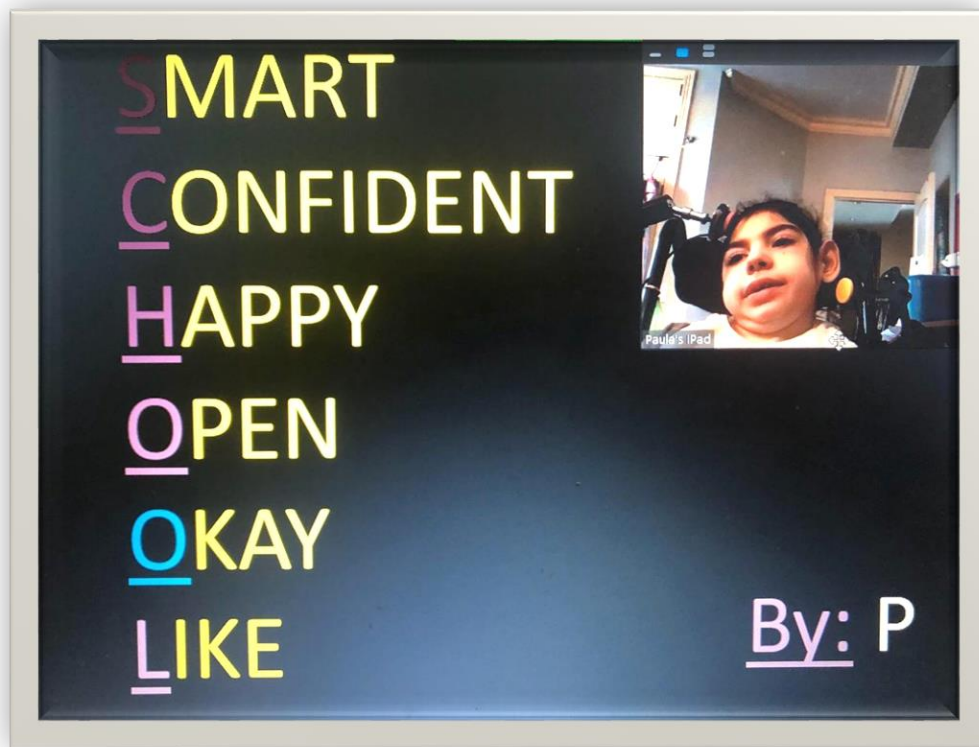 SMART
CONFIDENT
HAPPY
OPEN
OKAY
LIKE
Paula's iPad
By: P